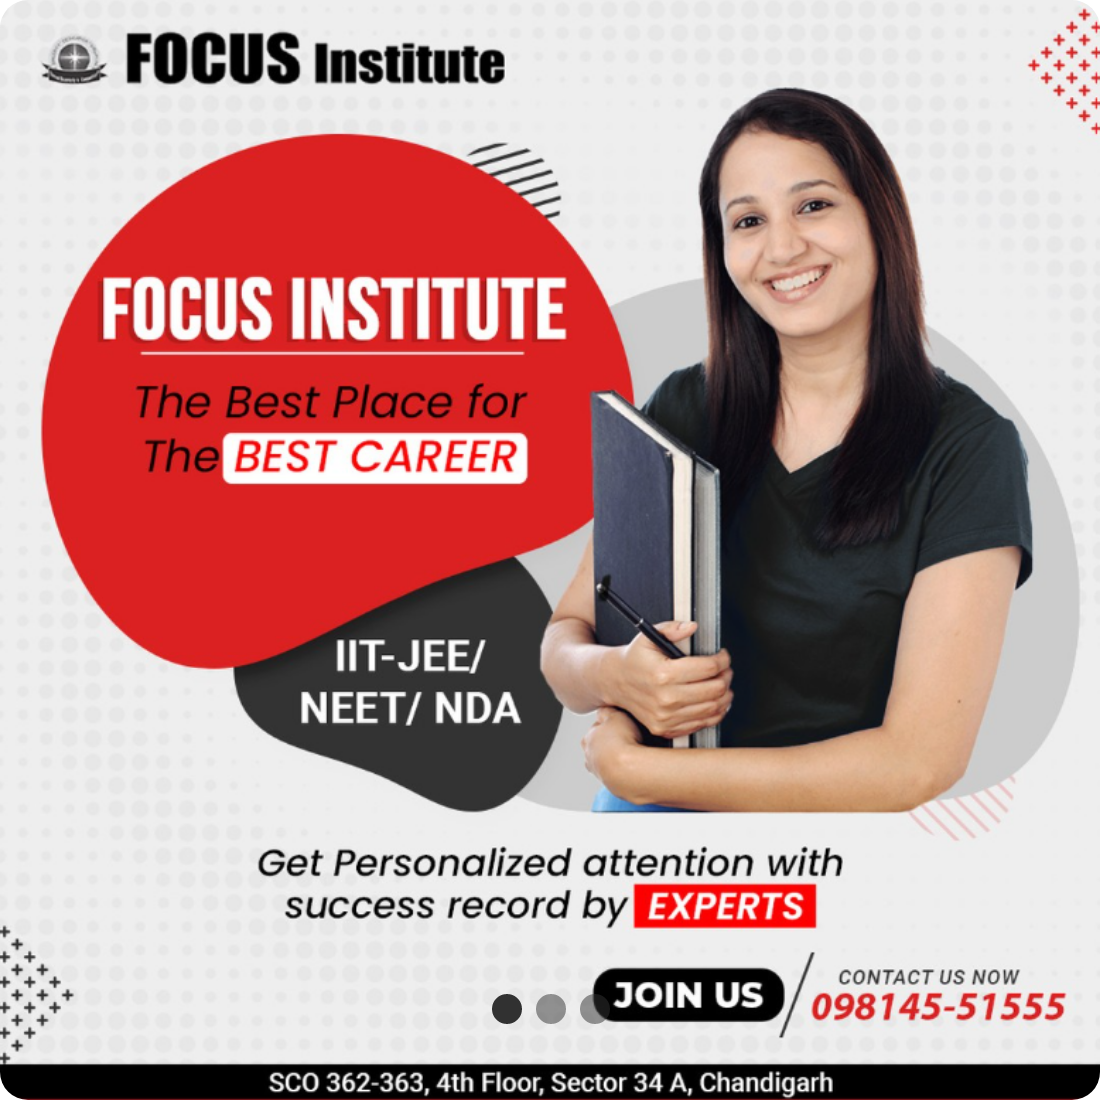 FOCUS Institute
FOCUS INSTITUTE
The Best Place for
The BEST CAREER
IIT-JEE/
NEET/ NDA
Get Personalized attention with
success record by EXPERTS
JOIN US
CONTACT US NOW
098145-51555
SCO 362-363, 4th Floor, Sector 34 A, Chandigarh